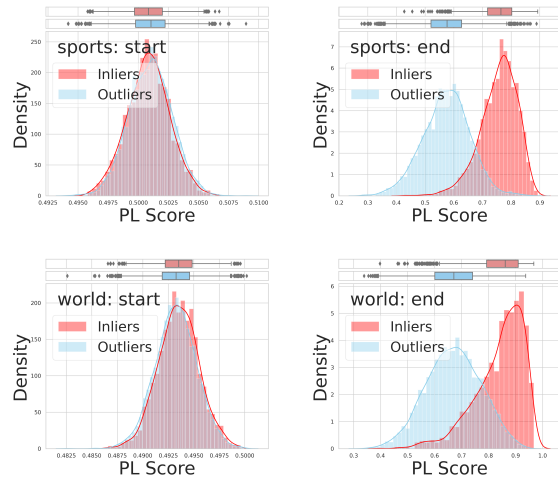 sports: start
Inliers
Outliers
250
200
150
100
50
0
Density
0.4925 0.4950 0.4975 0.5000 0.5025 0.5050 0.5075 0.5100
PL Score
sports: end
Inliers
Outliers
7
6
5
4
3
2
1
0
Density
0.2 0.3 0.4 0.5 0.6 0.7 0.8 0.9
PL Score
world: start
Inliers
Outliers
200
150
100
50
0
Density
0.4825 0.4850 0.4875 0.4900 0.4925 0.4950 0.4975 0.5000
PL Score
world: end
Inliers
Outliers
6
5
4
3
2
1
0
Density
0.3 0.4 0.5 0.6 0.7 0.8 0.9 1.0
PL Score